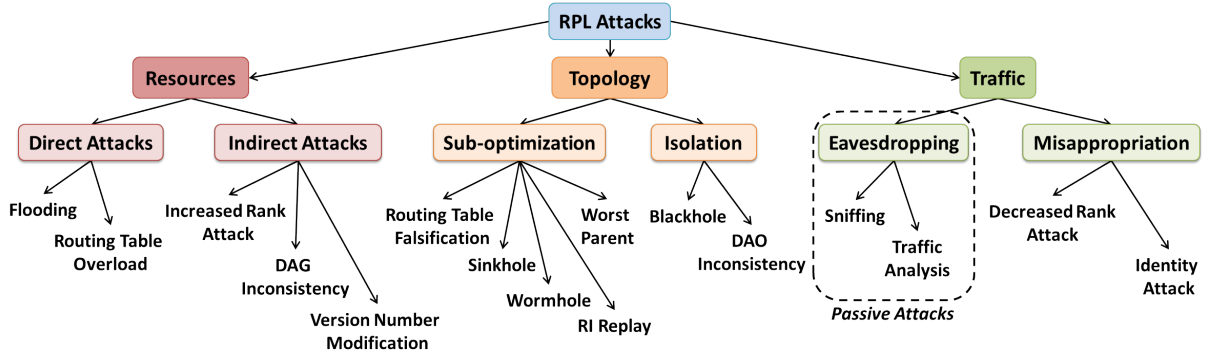 RPL Attacks
Resources
Topology
Traffic
Direct Attacks
Indirect Attacks
Sub-optimization
Isolation
Eavesdropping
Misappropriation
Flooding
Routing Table
Overload
Increased Rank
Attack
DAG
Inconsistency
Version Number
Modification
Routing Table
Falsification
Sinkhole
Wormhole
RI Replay
Worst
Parent
Blackhole
DAO
Inconsistency
Sniffing
Traffic
Analysis
Passive Attacks
Decreased Rank
Attack
Identity
Attack